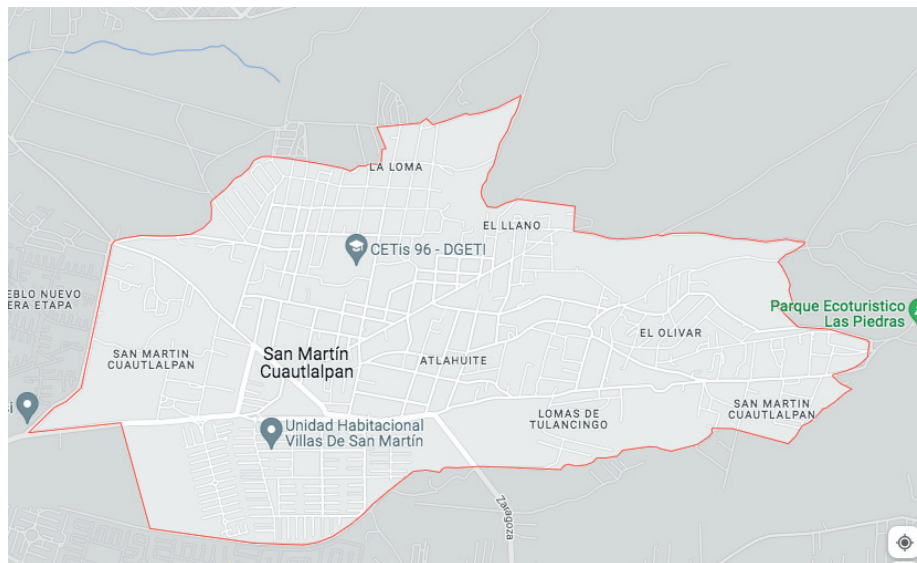 LA LOMA
EL LLANO
CETis 96 - DGETI
EBLO NUEVO
ERA ETAPA
Parque Ecoturistico
Las Piedras
EL OLIVAR
SAN MARTIN
CUAUTLALPAN
San Martín
Cuautlalpan
ATLAHUITE
SAN MARTIN
CUAUTLALPAN
LOMAS DE
TULANCINGO
si
Unidad Habitacional
Villas De San Martín
Zaragoza